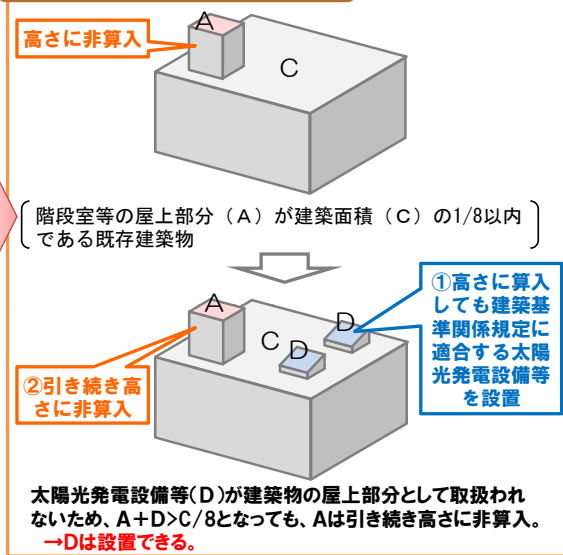 高さに非算入
A
C
階段室等の屋上部分（A）が建築面積（C）の1/8以内
である既存建築物
A
D
C
D
①高さに算入
しても建築基
準関係規定に
適合する太陽
光発電設備等
を設置
②引き続き高
さに非算入
太陽光発電設備等(D)が建築物の屋上部分として取扱われ
ないため、A+D>C/8となっても、Aは引き続き高さに非算入。
→Dは設置できる。